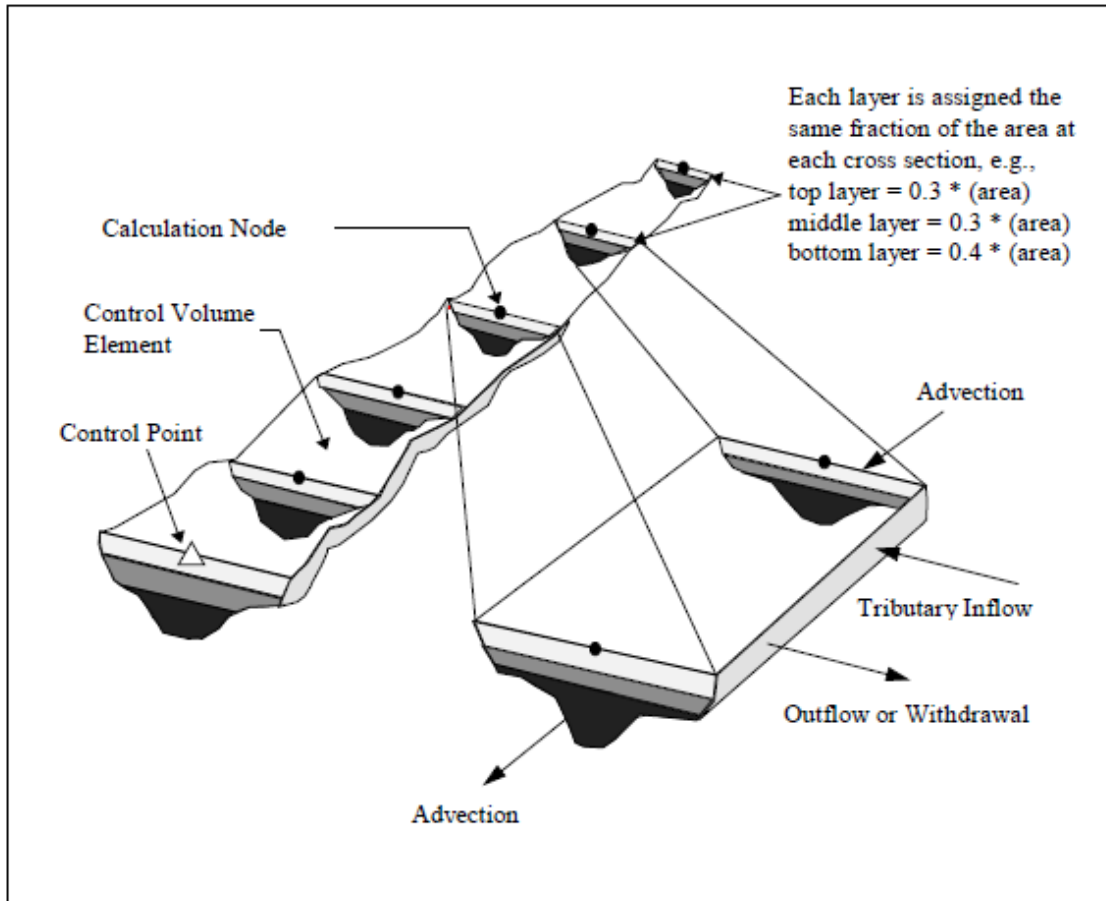 Each layer is assigned the
same fraction of the area at
each cross section, e.g.,
top layer = 0.3 * (area)
middle layer = 0.3 * (area)
bottom layer = 0.4 * (area)
Calculation Node
Control Volume
Element
Control Point
Advection
Tributary Inflow
Outflow or Withdrawal
Advection